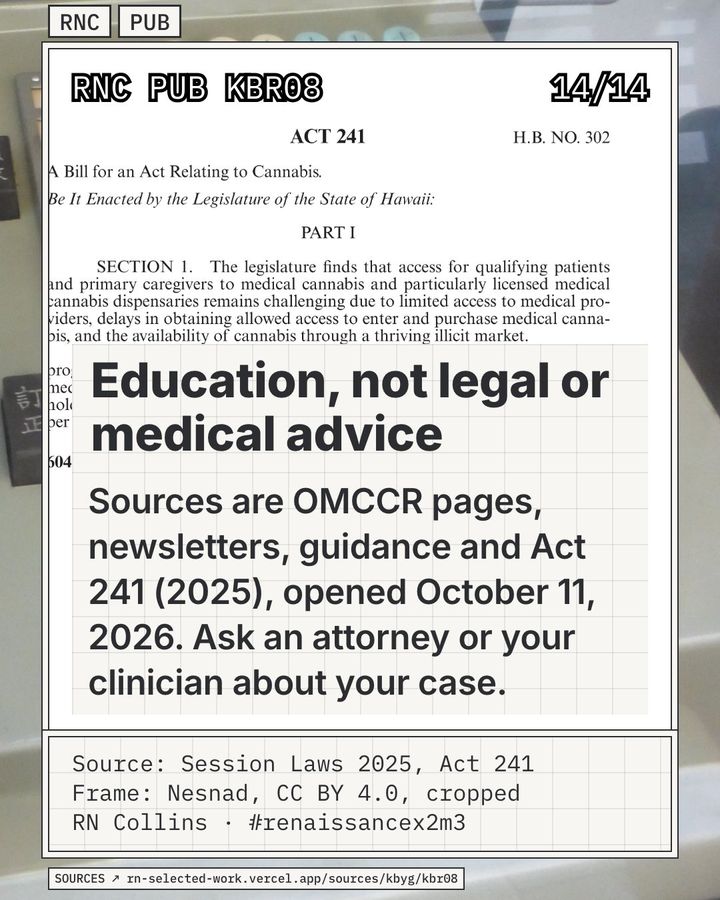 RNC PUB
RNC PUB KBR08 14/14
ACT 241 H.B. NO. 302
A Bill for an Act Relating to Cannabis.
Be It Enacted by the Legislature of the State of Hawaii:
PART I
SECTION 1. The legislature finds that access for qualifying patients
and primary caregivers to medical cannabis and particularly licensed medical
cannabis dispensaries remains challenging due to limited access to medical pro-
viders, delays in obtaining allowed access to enter and purchase medical canna-
bis, and the availability of cannabis through a thriving illicit market.
Education, not legal or
medical advice
Sources are OMCCR pages,
newsletters, guidance and Act
241 (2025), opened October 11,
2026. Ask an attorney or your
clinician about your case.
Source: Session Laws 2025, Act 241
Frame: Nesnad, CC BY 4.0, cropped
RN Collins · #renaissancex2m3
SOURCES ↗ rn-selected-work.vercel.app/sources/kbyg/kbr08
訂
正